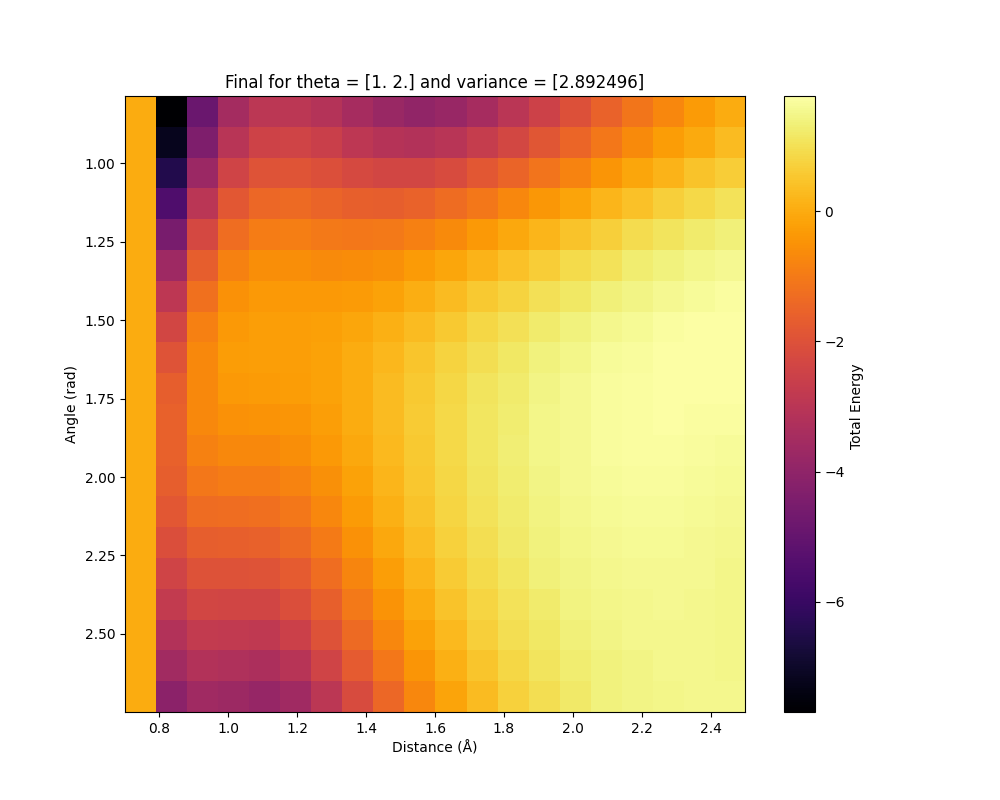 Final for theta = [1. 2.] and variance = [2.892496]
1.00
1.25
1.50
1.75
2.00
2.25
2.50
Angle (rad)
0.8 1.0 1.2 1.4 1.6 1.8 2.0 2.2 2.4
Distance (Å)
0
−2
−4
−6
Total Energy